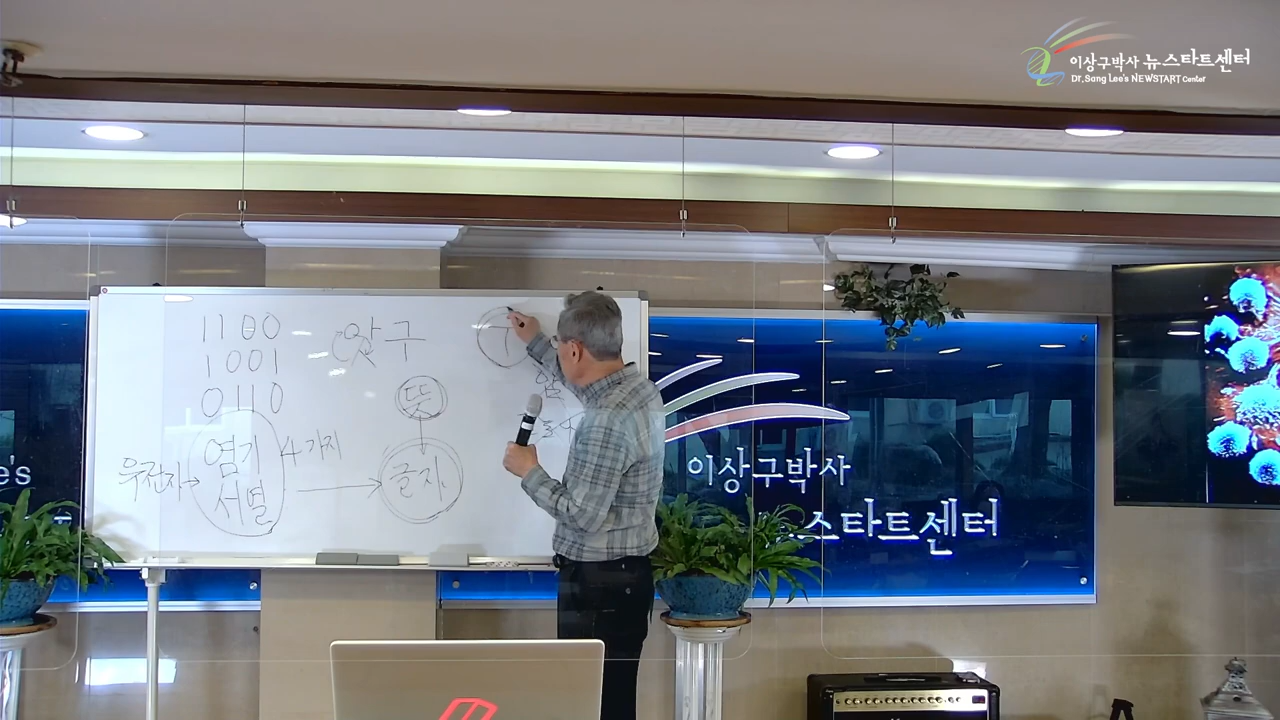 이상구박사 뉴스타트센터
Dr. Sang Lee's NEWSTART Center
1100
1001
0110
유전자→
염기
서열
4가지
맞구
뜻
글자
T
암
e's
이상구박사
스타트센터